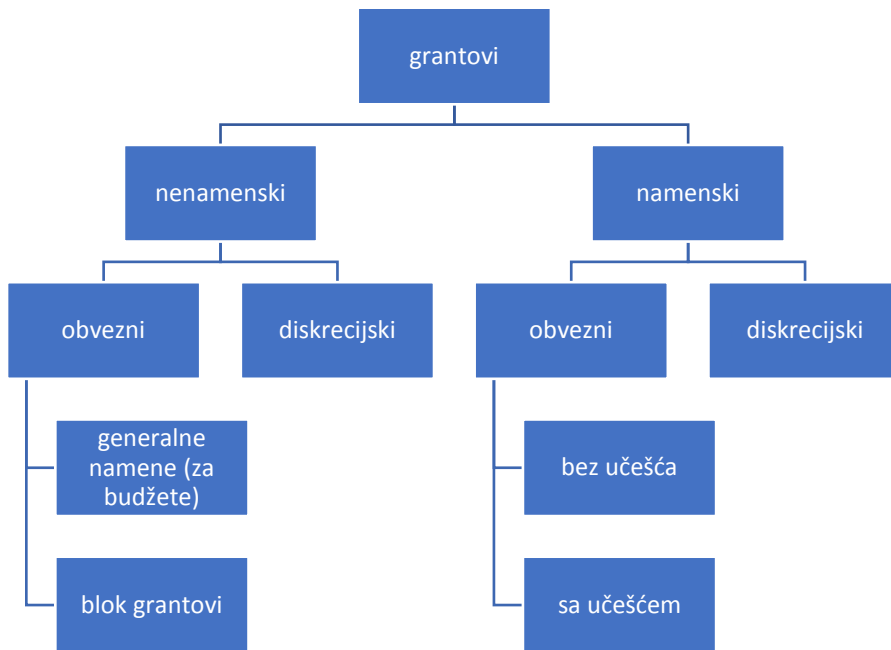 grantovi
nenamenski
namenski
obvezni
diskrecijski
obvezni
diskrecijski
generalne
namene (za
budžete)
bez učešća
blok grantovi
sa učešćem